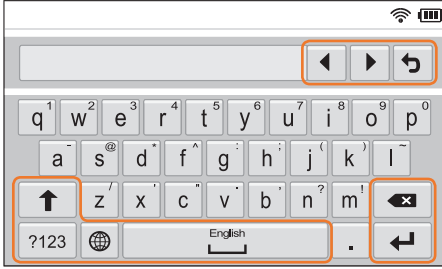 q 1 w 2 e 3 r 4 t 5 y 6 u 7 i 8 o 9 p 0
a - s @ d * f ^ g : h ; j ( k ) l ~
z / x ' c " v . b , n ? m !
?123 English .